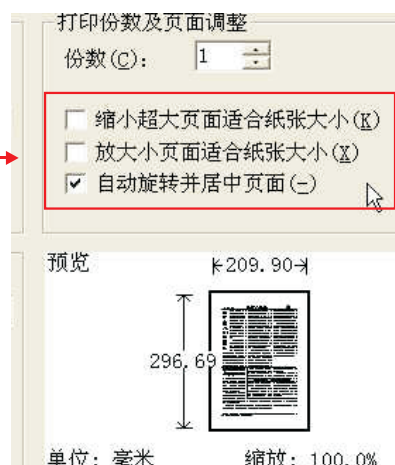 打印份数及页面调整
份数(C): 1
缩小超大页面适合纸张大小(K)
放大小页面适合纸张大小(X)
自动旋转并居中页面(-)
预览
209.90
296.69
单位: 毫米 缩放: 100.0%